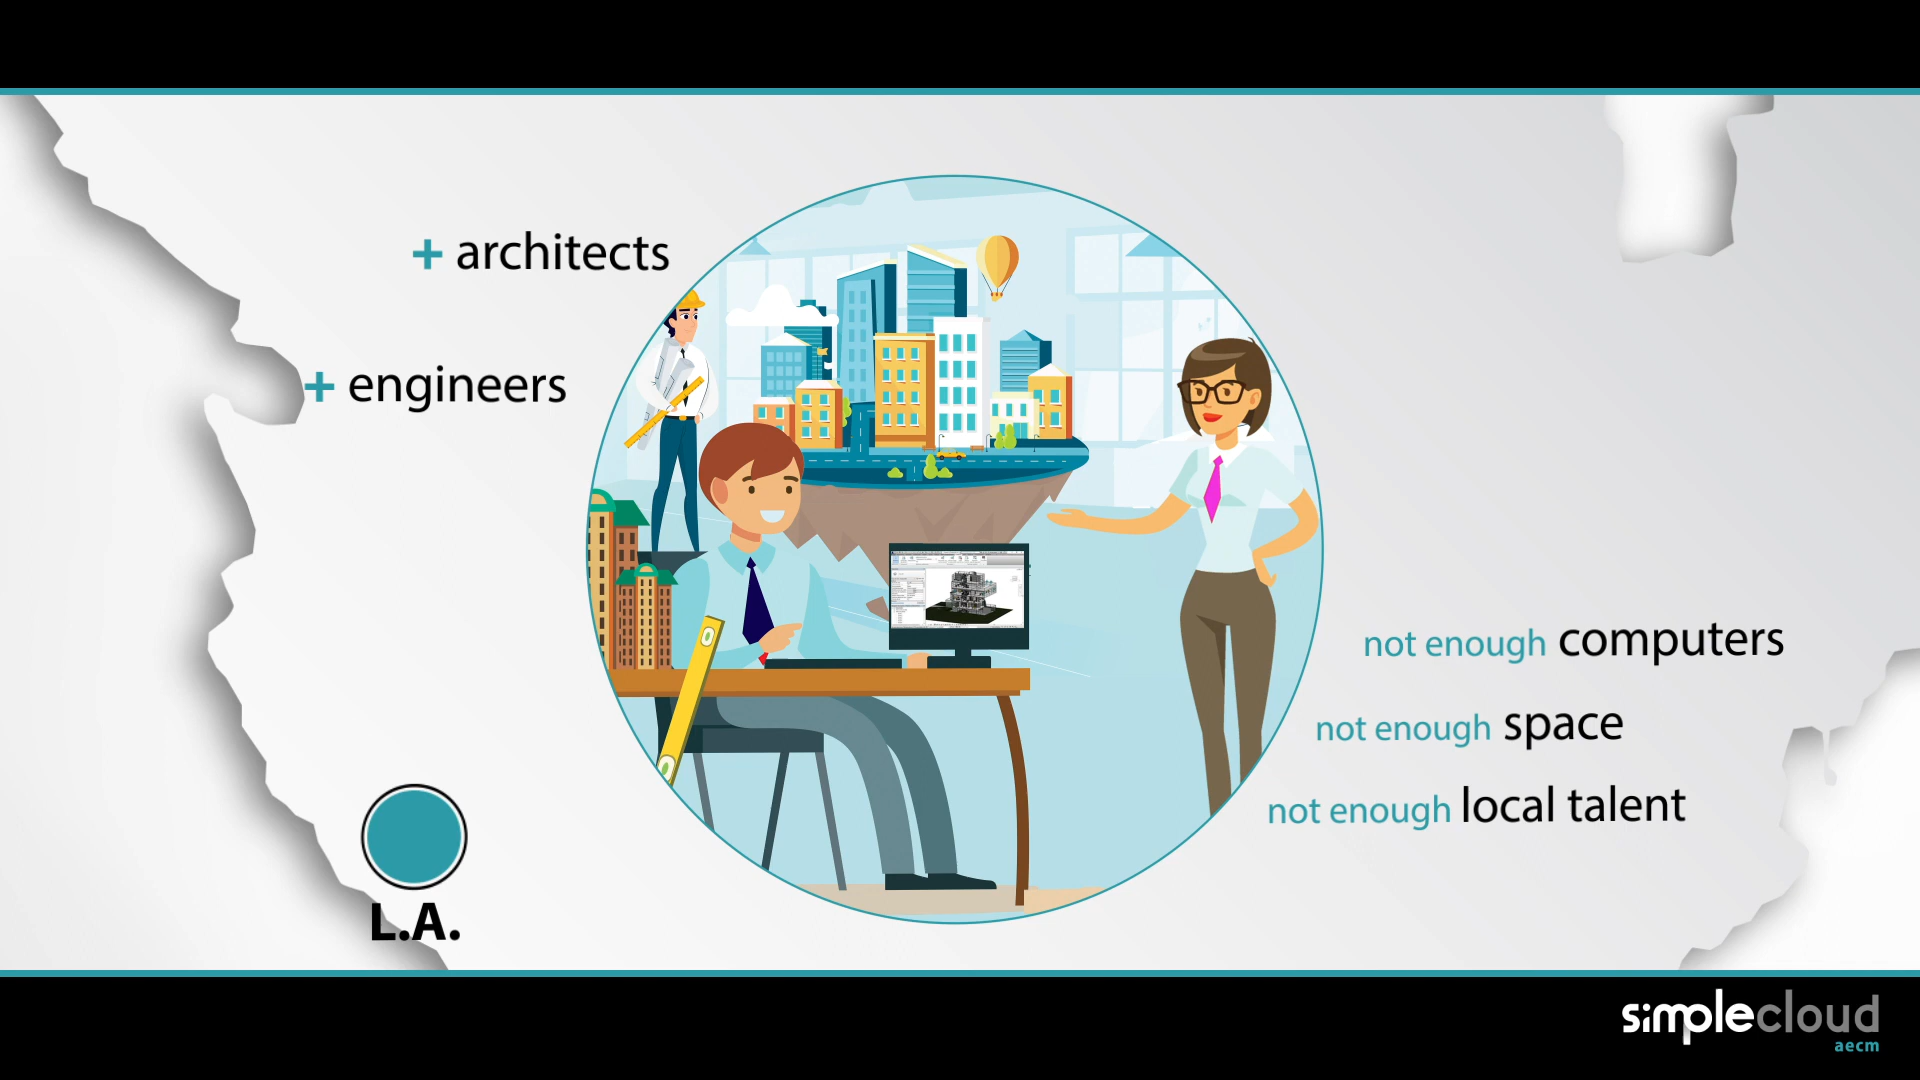 + architects
+ engineers
not enough computers
not enough space
not enough local talent
L.A.
simplecloud
aecm